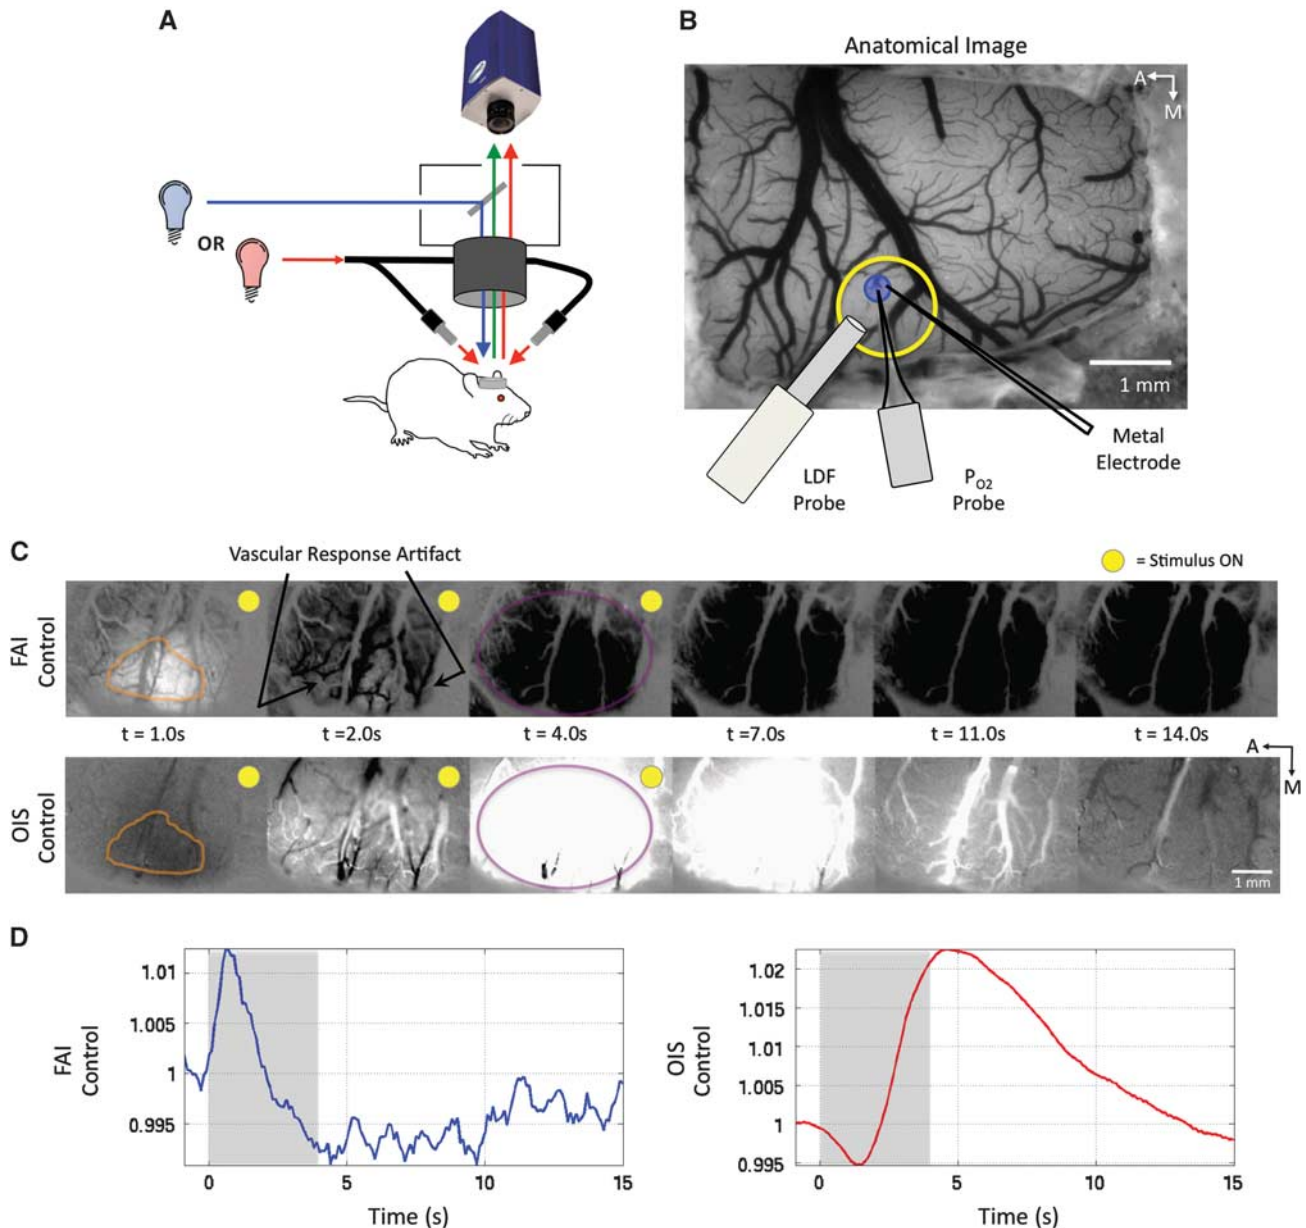 A
OR
B
Anatomical Image
A
M
1 mm
LDF
Probe
P_O2
Probe
Metal
Electrode
C
Vascular Response Artifact
= Stimulus ON
FAI
Control
t = 1.0s
t =2.0s
t = 4.0s
t =7.0s
t = 11.0s
t = 14.0s
A
M
OIS
Control
1 mm
D
FAI
Control
1.01
1.005
1
0.995
0
5
10
15
Time (s)
OIS
Control
1.02
1.015
1.01
1.005
1
0.995
0
5
10
15
Time (s)